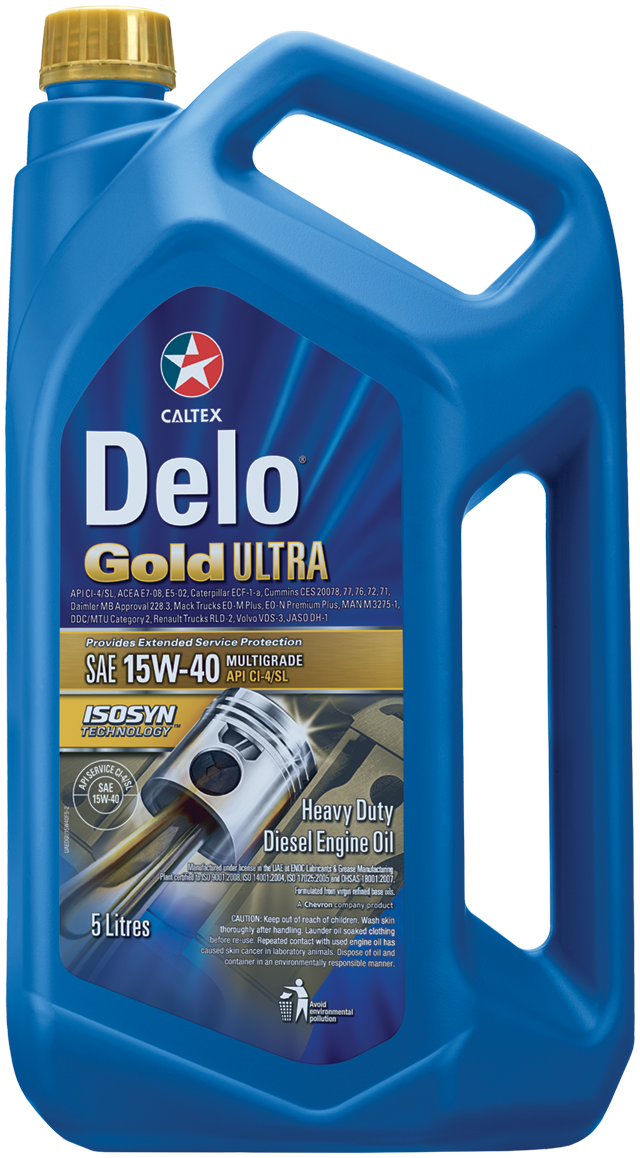 CALTEX
Delo®
Gold ULTRA
API CI-4/SL, ACEA E7-08, E5-02, Caterpillar ECF-1-a, Cummins CES 20078, 77, 76, 72, 71,
Daimler MB Approval 228.3, Mack Trucks EO-M Plus, EO-N Premium Plus, MAN M3275-1,
DDC/MTU Category 2, Renault Trucks RLD-2, Volvo VDS-3, JASO DH-1
Provides Extended Service Protection
SAE 15W-40 MULTIGRADE
API CI-4/SL
ISOSYN
TECHNOLOGY™
API SERVICE CI-4/SL
SAE
15W-40
Heavy Duty
Diesel Engine Oil
Manufactured under license in the UAE at ENOC Lubricants & Grease Manufacturing
Plant certified to ISO 9001:2008, ISO 14001:2004, ISO 17025:2005 and OHSAS 18001:2007.
Formulated from virgin refined base oils.
A Chevron company product
5 Litres
CAUTION: Keep out of reach of children. Wash skin
thoroughly after handling. Launder oil soaked clothing
before re-use. Repeated contact with used engine oil has
caused skin cancer in laboratory animals. Dispose of oil and
container in an environmentally responsible manner.
Avoid
environmental
pollution